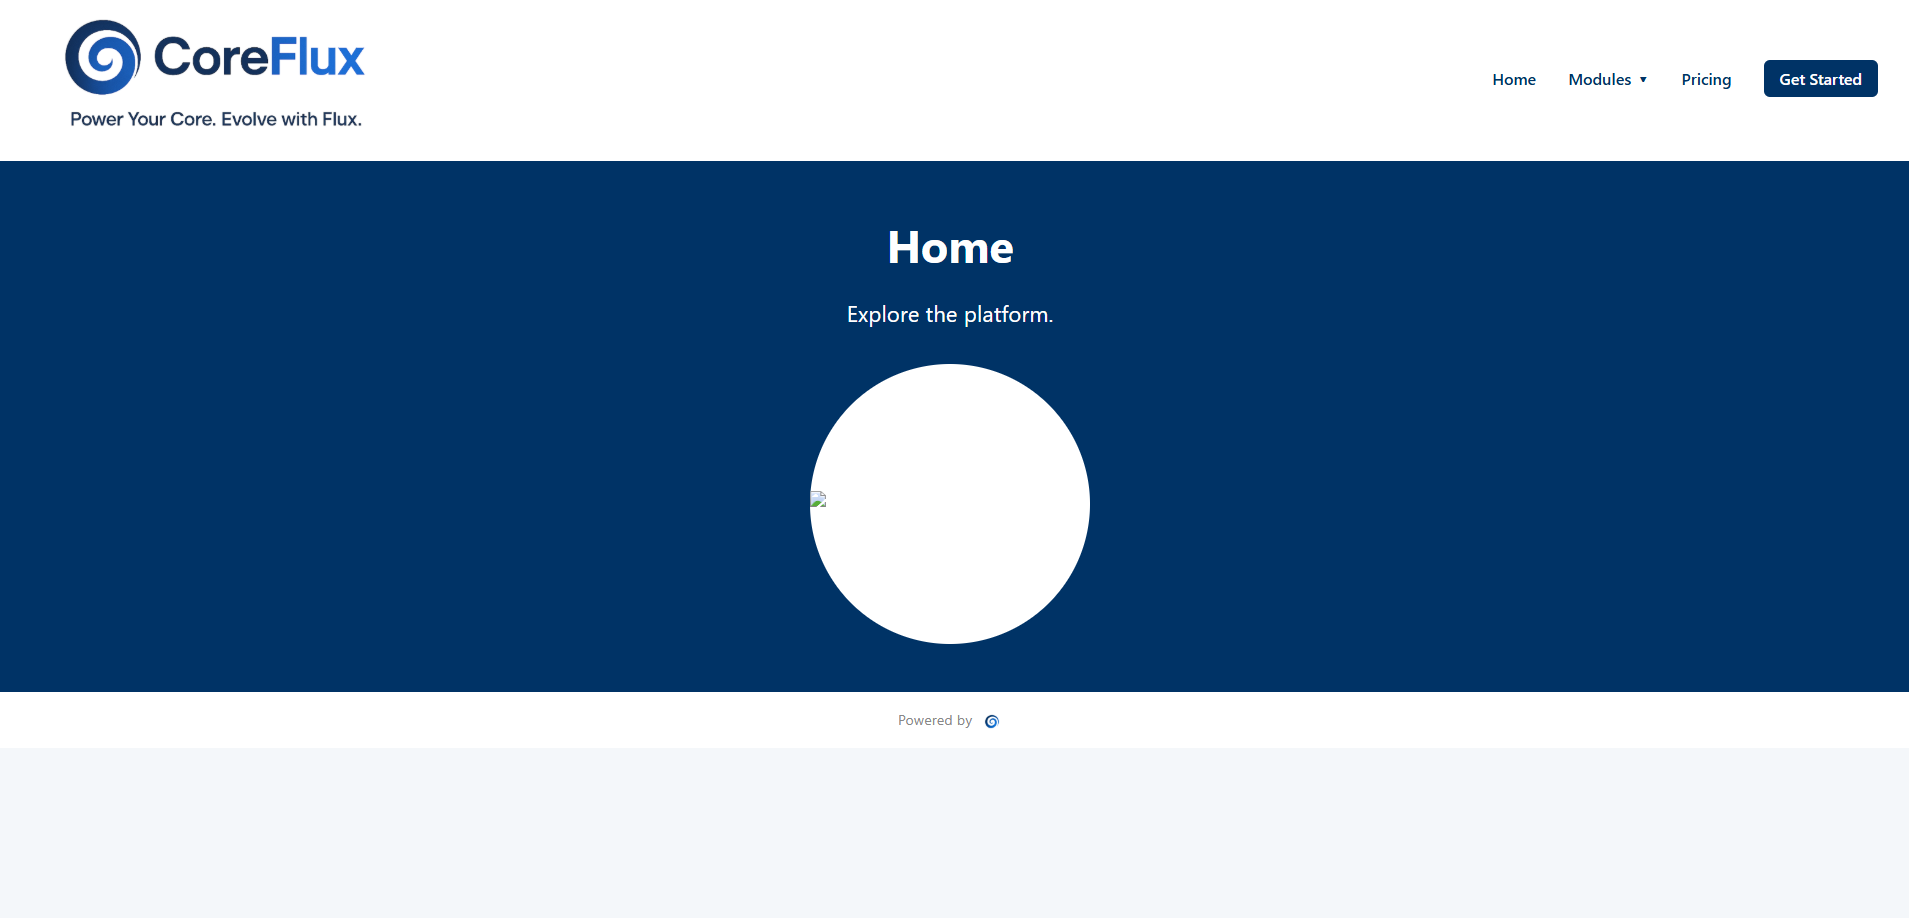 CoreFlux
Power Your Core. Evolve with Flux.
Home
Modules ▼
Pricing
Get Started
Home
Explore the platform.
Powered by